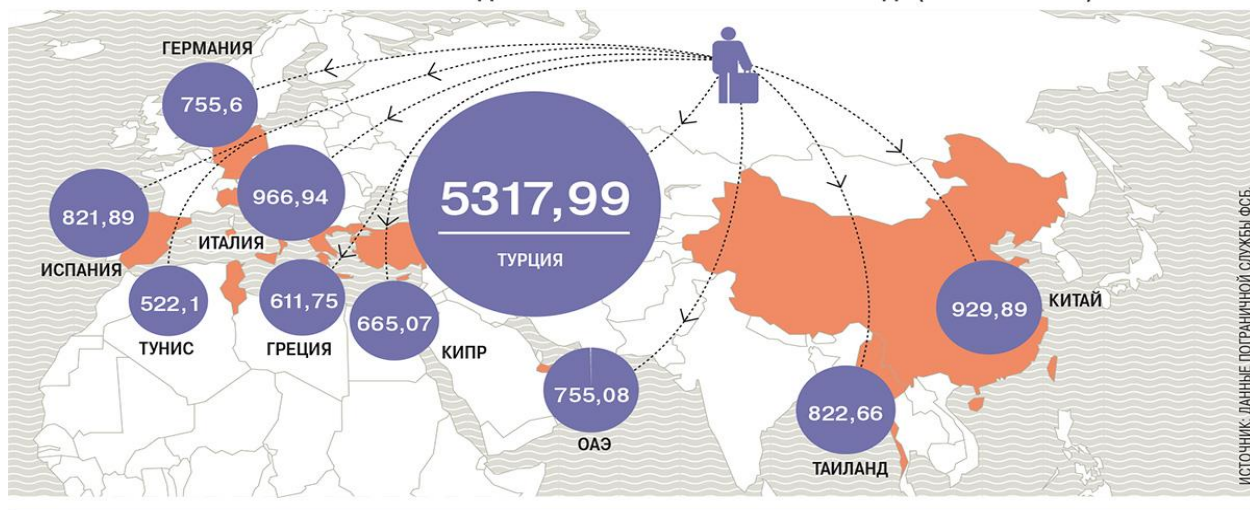 ГЕРМАНИЯ
755,6
5317,99
ТУРЦИЯ
966,94
ИТАЛИЯ
821,89
ИСПАНИЯ
522,1
ТУНИС
611,75
ГРЕЦИЯ
665,07
КИПР
755,08
ОАЭ
822,66
ТАИЛАНД
929,89
КИТАЙ
ИСТОЧНИК: ДАННЫЕ ПОГРАНИЧНОЙ СЛУЖБЫ ФСБ